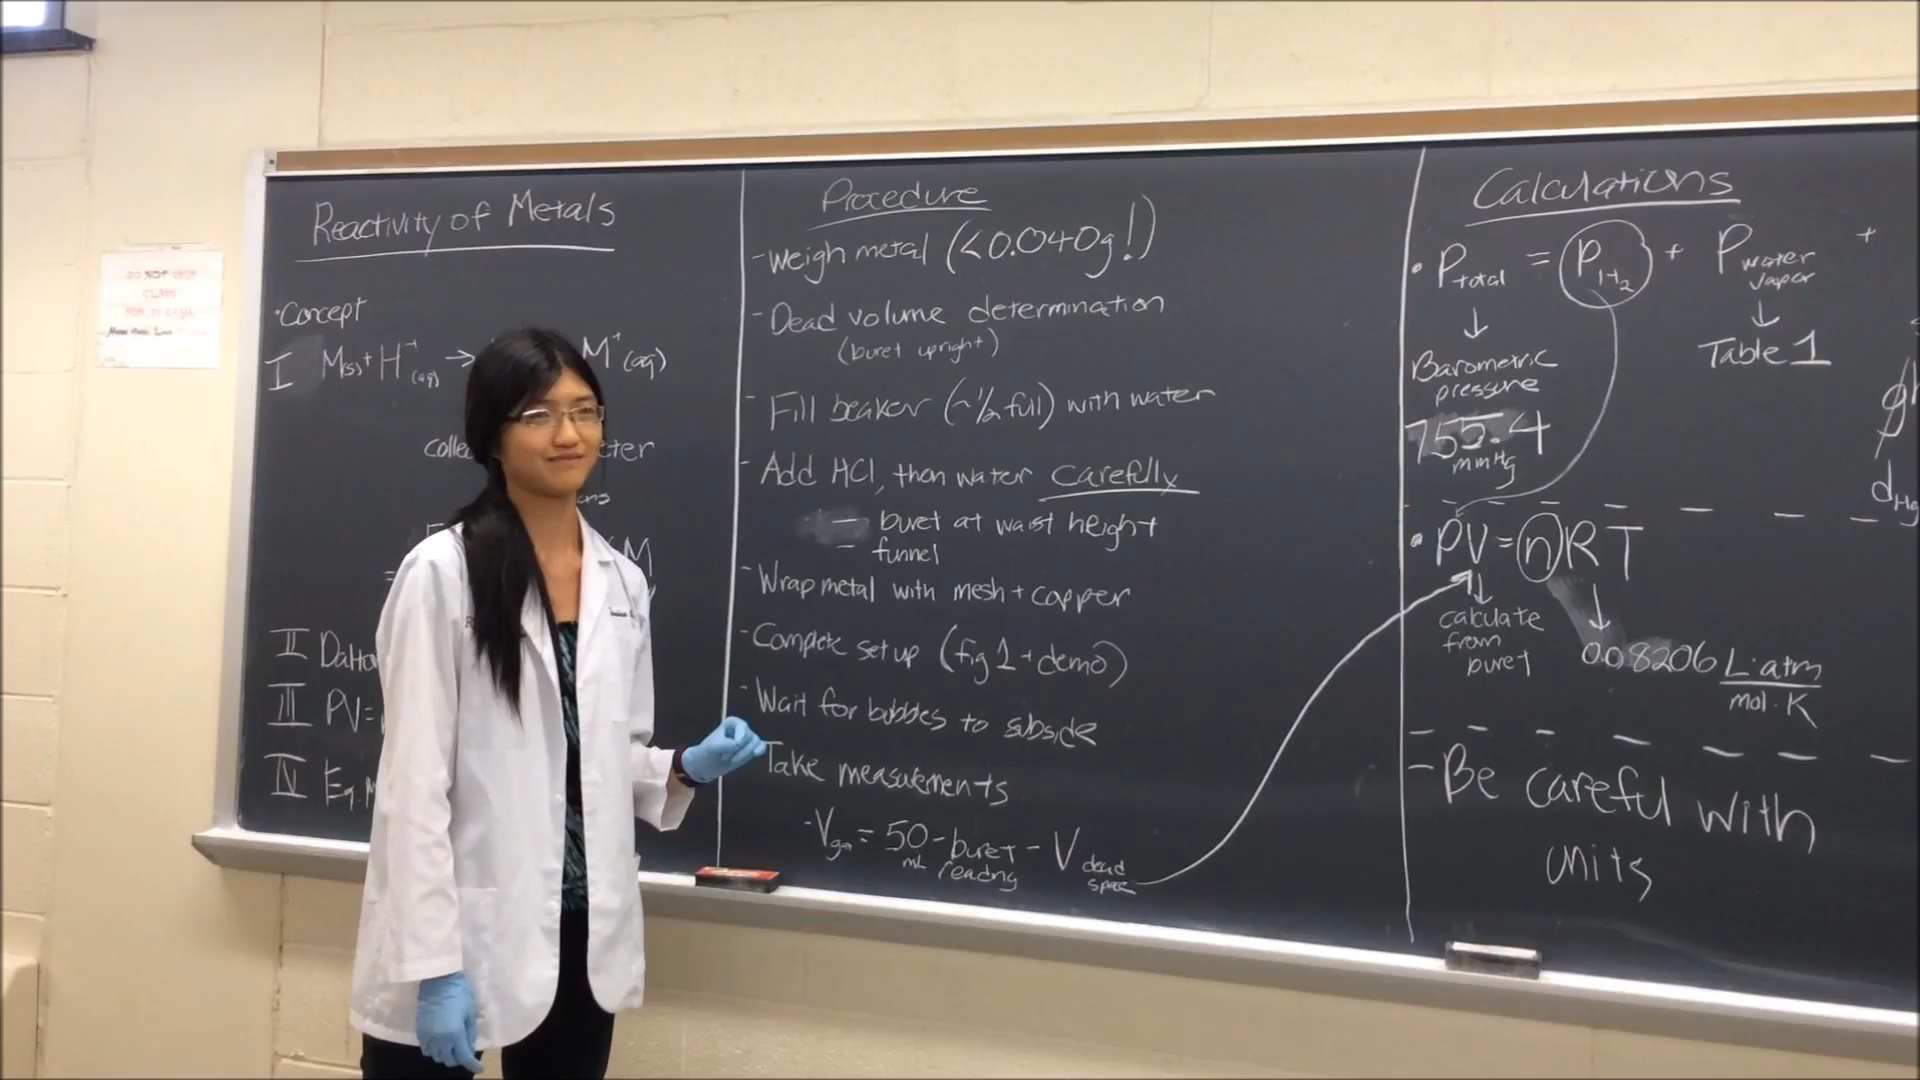 DO NOT
CLASS
Reactivity of Metals
·Concept
I M(s) + H+(aq) → M+(aq)
M
II
III PV=
IV Eq.
Procedure
- Weigh metal (<0.040g!)
- Dead volume determination
(buret upright)
- Fill beaker (~1/2 full) with water
- Add HCl, then water carefully
— buret at waist height
— funnel
- Wrap metal with mesh + copper
- Complete set up (fig 1 + demo)
- Wait for bubbles to subside
- Take measurements
- Vgas = 50 mL - buret reading - V dead space
Calculations
· Ptotal = PH2 + Pwater vapor +
↓ ↓
Barometric pressure
Table 1
755.4
mmHg
dHg
· PV = nRT
↓ ↓
calculate from buret
0.08206 L·atm / mol·K
- Be careful with
units